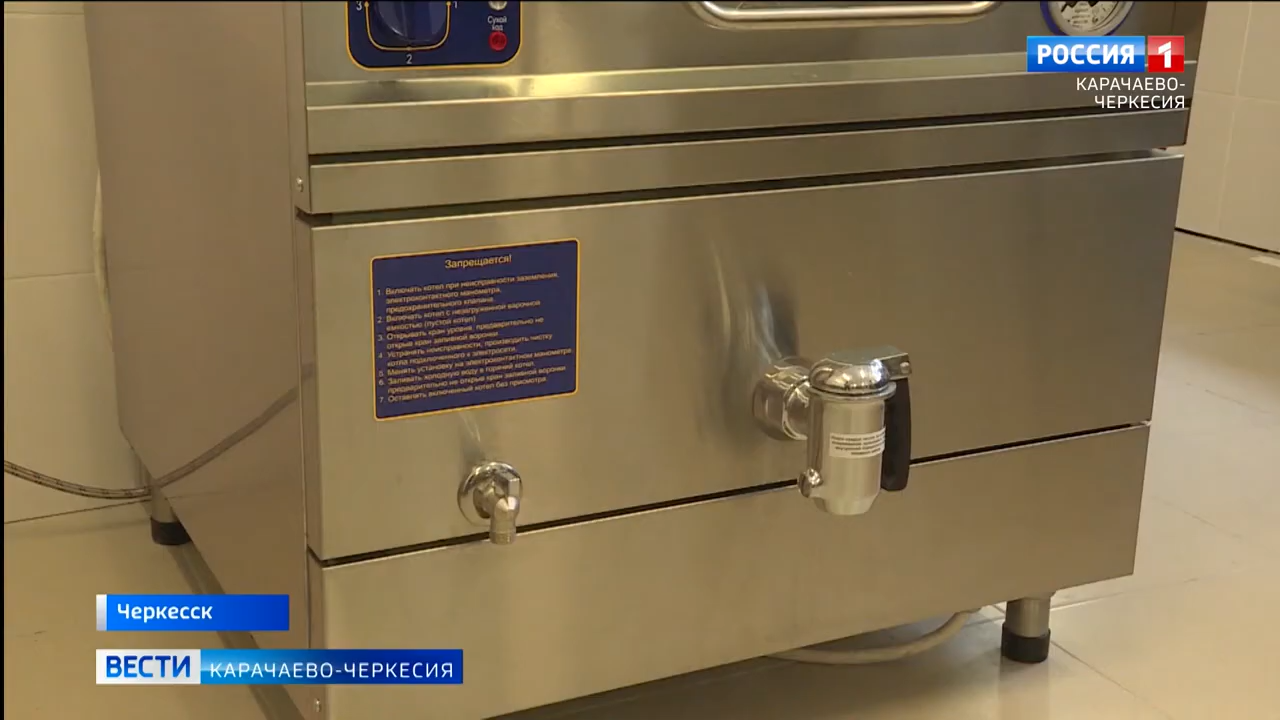 3
1
2
Сухой
ход
РОССИЯ 1
КАРАЧАЕВО-
ЧЕРКЕСИЯ
Запрещается!
1. Включать котел при неисправности заземления,
электроконтактного манометра,
предохранительного клапана.
2. Включать котел с незагруженной варочной
емкостью (пустой котел)
3. Открывать кран уровня, предварительно не
открыв кран заливной воронки
4. Устранять неисправности, производить чистку
котла подключенного к электросети.
5. Менять установку на электроконтактном манометре
6. Заливать холодную воду в горячий котел,
предварительно не открыв кран заливной воронки
7. Оставлять включенный котел без присмотра
Черкесск
ВЕСТИ КАРАЧАЕВО-ЧЕРКЕСИЯ